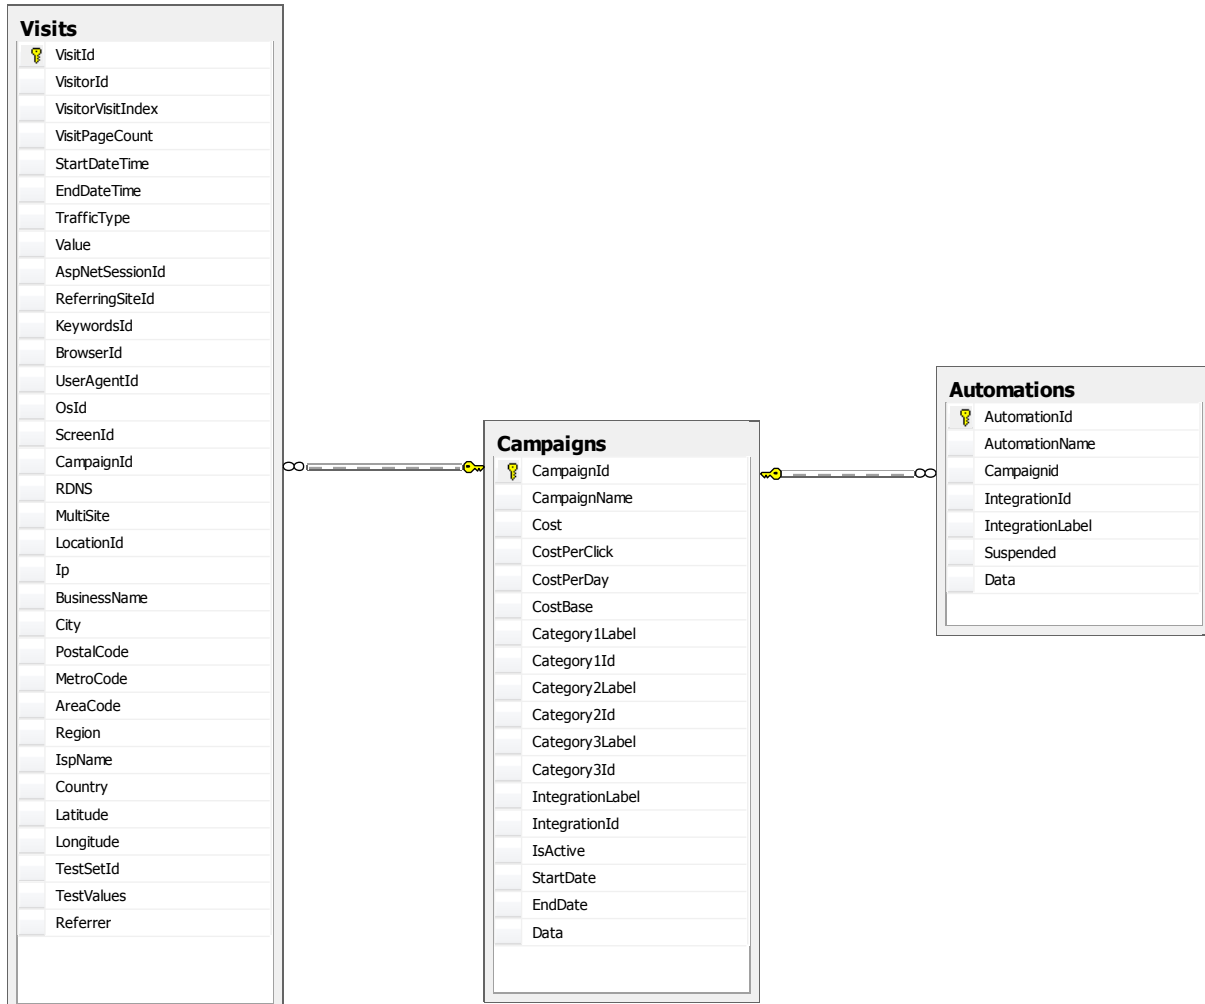 Visits
VisitId
VisitorId
VisitorVisitIndex
VisitPageCount
StartDateTime
EndDateTime
TrafficType
Value
AspNetSessionId
ReferringSiteId
KeywordsId
BrowserId
UserAgentId
OsId
ScreenId
CampaignId
RDNS
MultiSite
LocationId
Ip
BusinessName
City
PostalCode
MetroCode
AreaCode
Region
IspName
Country
Latitude
Longitude
TestSetId
TestValues
Referrer
Campaigns
CampaignId
CampaignName
Cost
CostPerClick
CostPerDay
CostBase
Category1Label
Category1Id
Category2Label
Category2Id
Category3Label
Category3Id
IntegrationLabel
IntegrationId
IsActive
StartDate
EndDate
Data
Automations
AutomationId
AutomationName
Campaignid
IntegrationId
IntegrationLabel
Suspended
Data